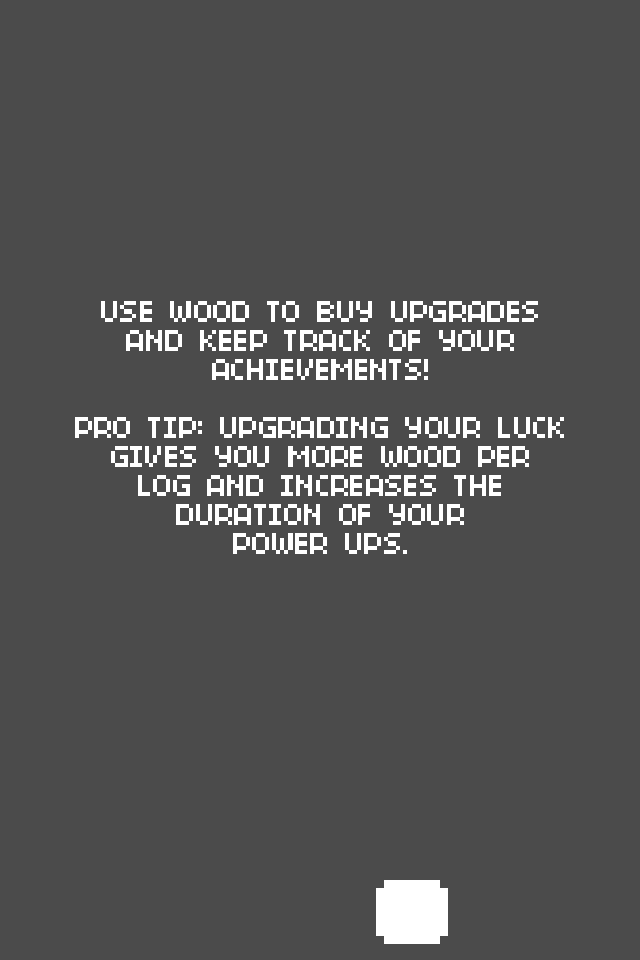 USE WOOD TO BUY UPGRADES
AND KEEP TRACK OF YOUR
ACHIEVEMENTS!
PRO TIP: UPGRADING YOUR LUCK
GIVES YOU MORE WOOD PER
LOG AND INCREASES THE
DURATION OF YOUR
POWER UPS.